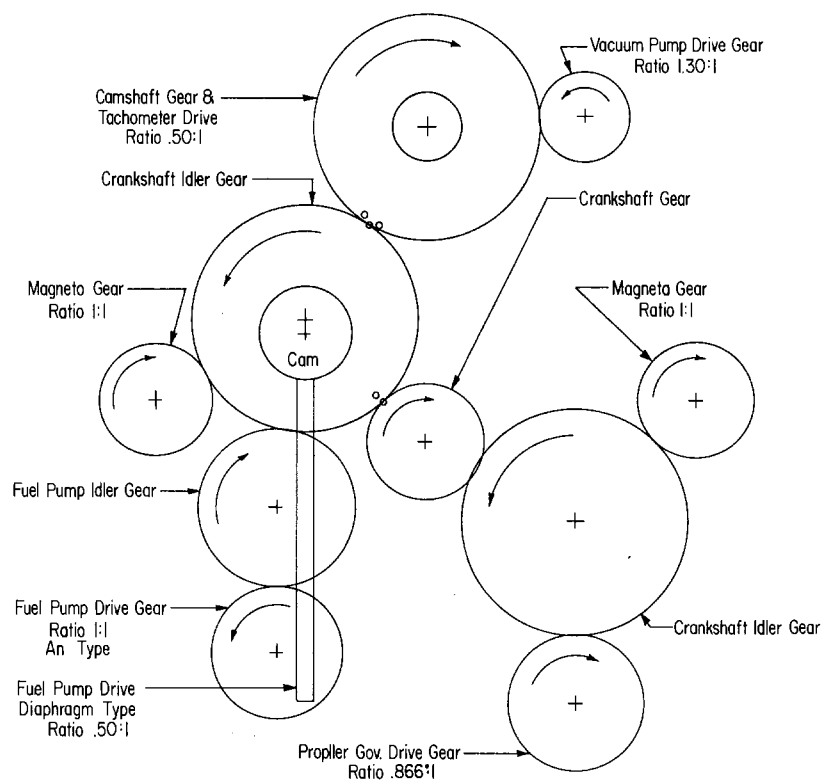 Vacuum Pump Drive Gear
Ratio 1.30:1
Camshaft Gear &
Tachometer Drive
Ratio .50:1
Crankshaft Idler Gear
Crankshaft Gear
Magneto Gear
Ratio 1:1
Magneta Gear
Ratio 1:1
Cam
Fuel Pump Idler Gear
Fuel Pump Drive Gear
Ratio 1:1
An Type
Crankshaft Idler Gear
Fuel Pump Drive
Diaphragm Type
Ratio .50:1
Propller Gov. Drive Gear
Ratio .866:1